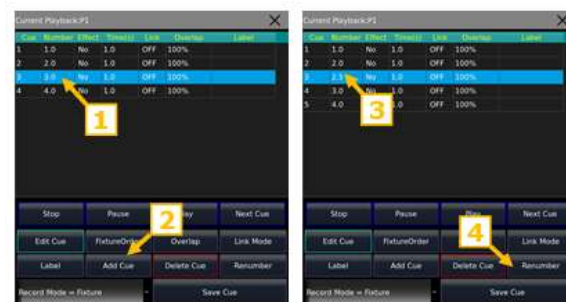 Current Playback:P1
Cue Number Effect Time(s) Link Overlap Label
1 1.0 No 1.0 OFF 100%
2 2.0 No 1.0 OFF 100%
3 3.0 No 1.0 OFF 100%
4 4.0 No 1.0 OFF 100%
1
2
Stop Pause Play Next Cue
Edit Cue FixtureOrder Overlap Link Mode
Label Add Cue Delete Cue Renumber
Record Mode = Fixture Save Cue
Current Playback:P1
Cue Number Effect Time(s) Link Overlap Label
1 1.0 No 1.0 OFF 100%
2 2.0 No 1.0 OFF 100%
3 2.5 No 1.0 OFF 100%
4 3.0 No 1.0 OFF 100%
5 4.0 No 1.0 OFF 100%
3
4
Stop Pause Play Next Cue
Edit Cue FixtureOrder Overlap Link Mode
Label Add Cue Delete Cue Renumber
Record Mode = Fixture Save Cue